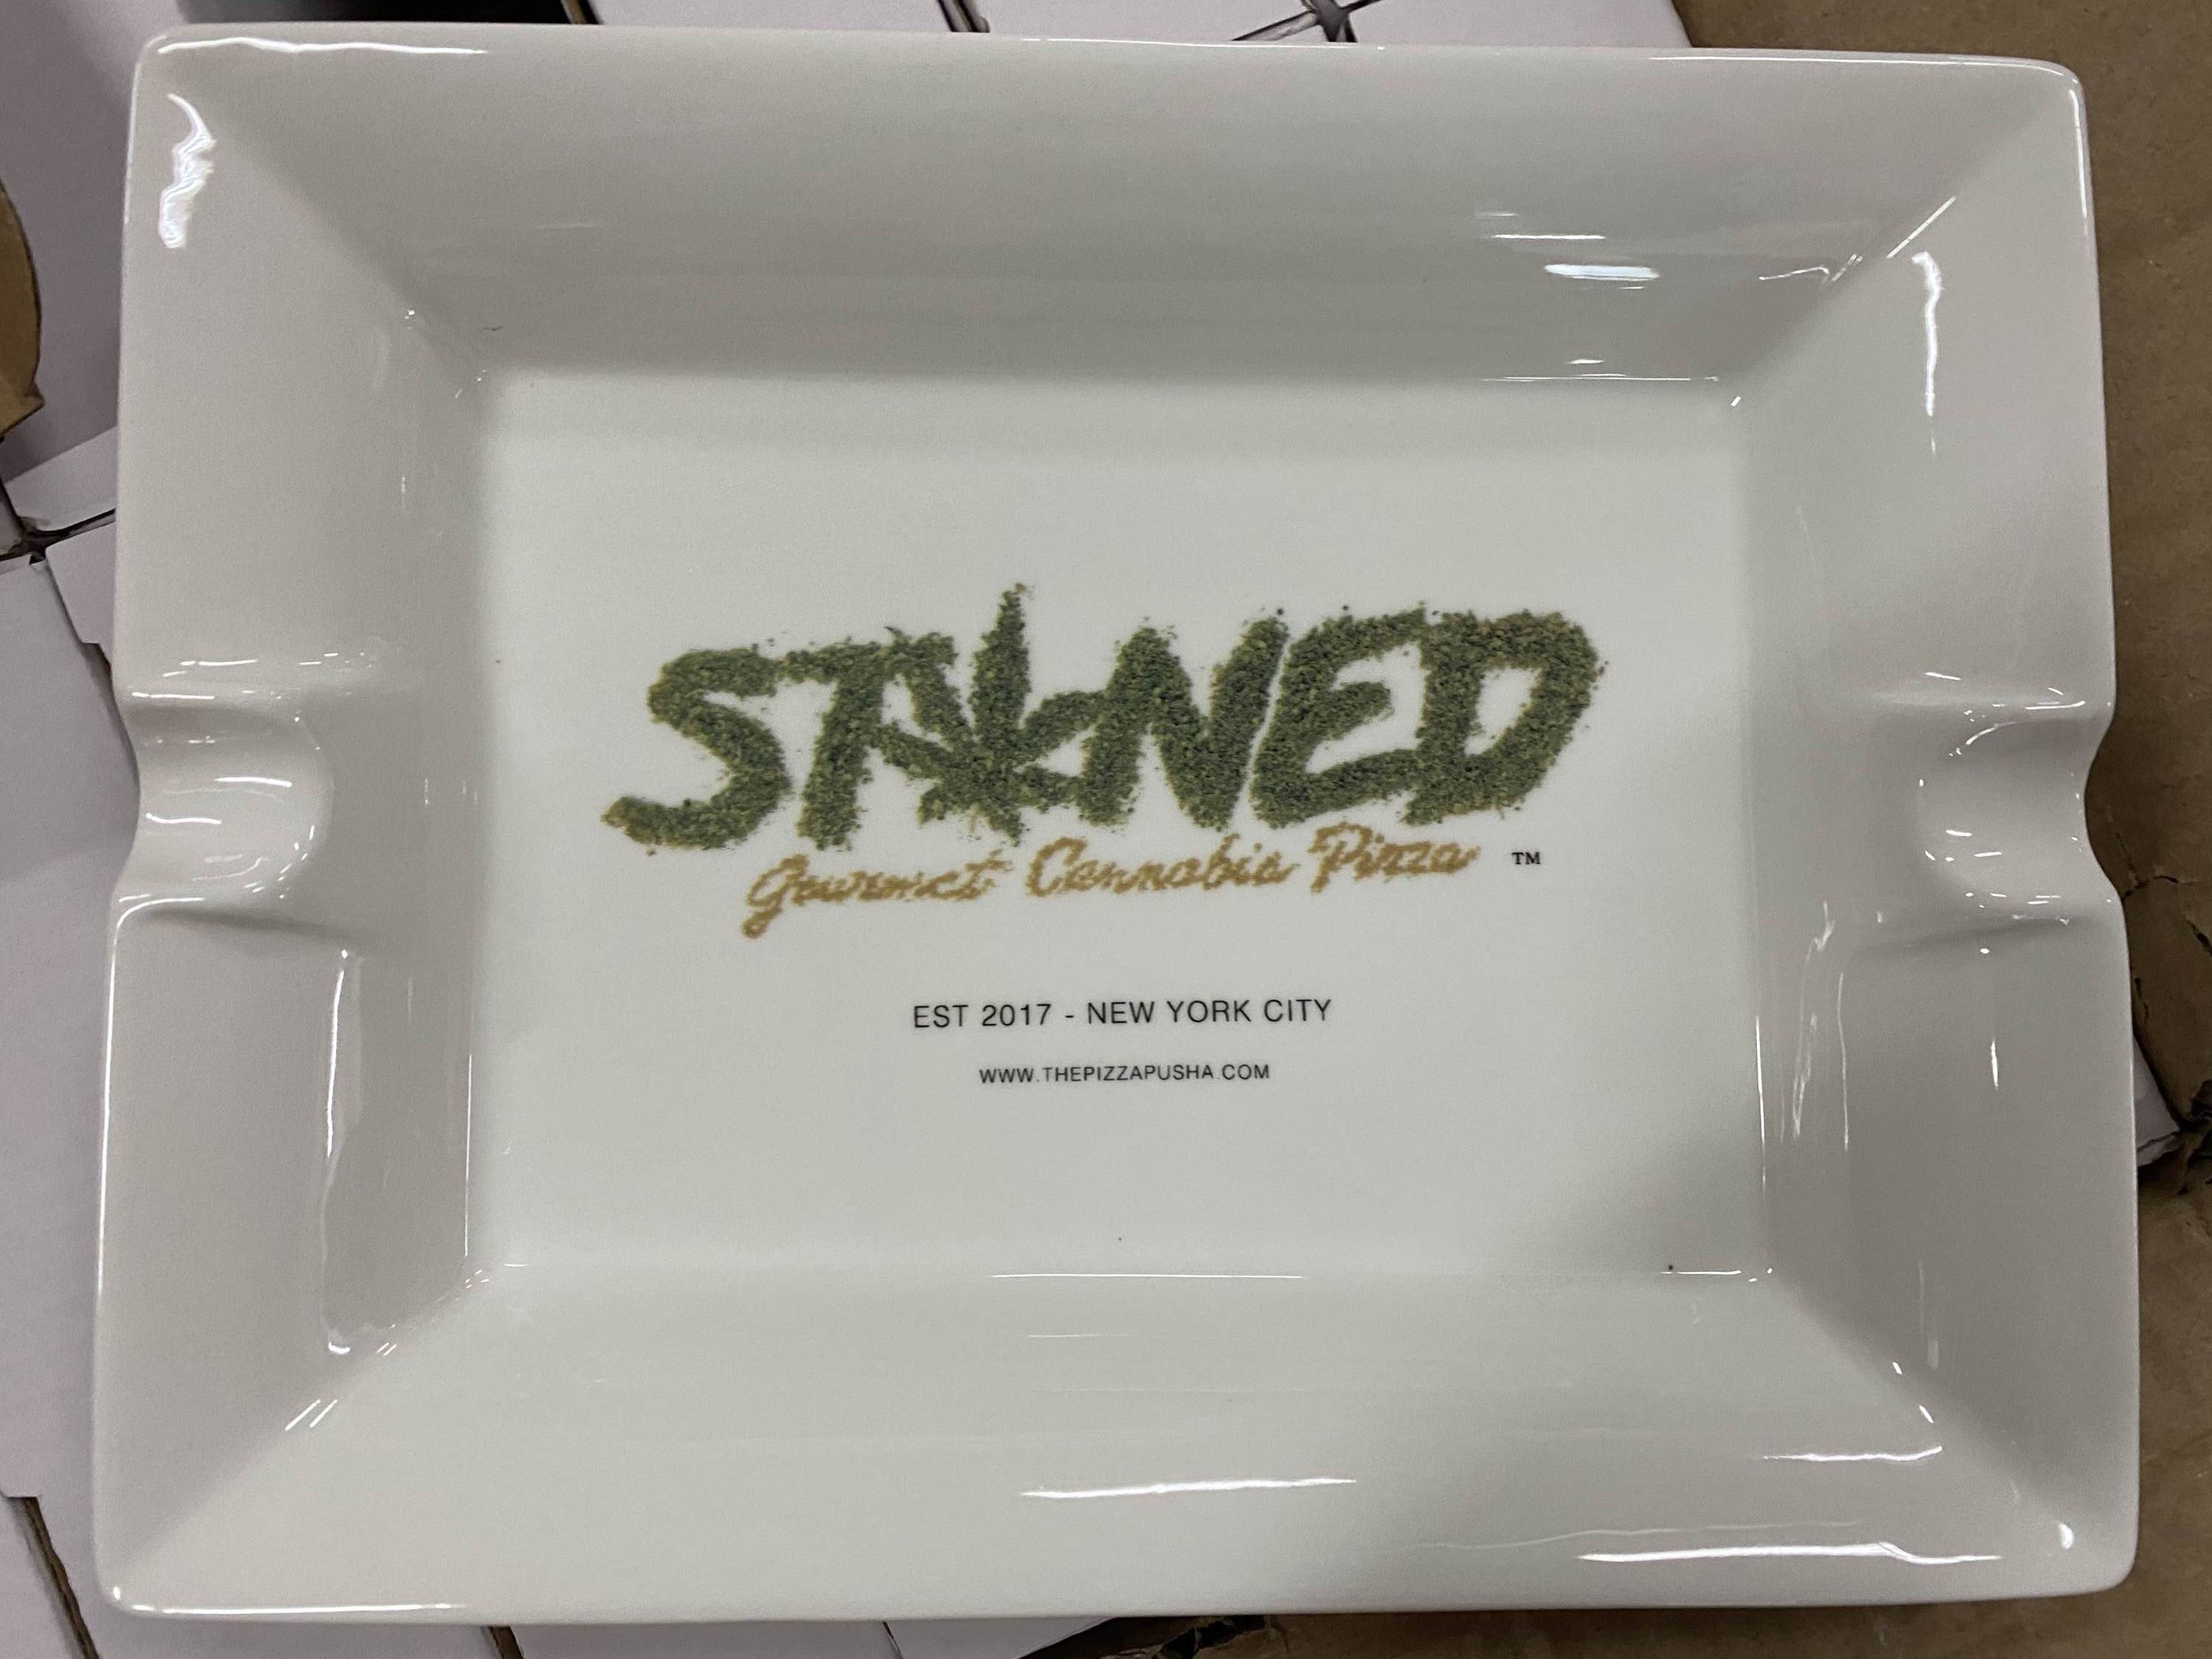 STONED
Gourmet Cannabis Pizza ™
EST 2017 - NEW YORK CITY
WWW.THEPIZZAPUSHA.COM